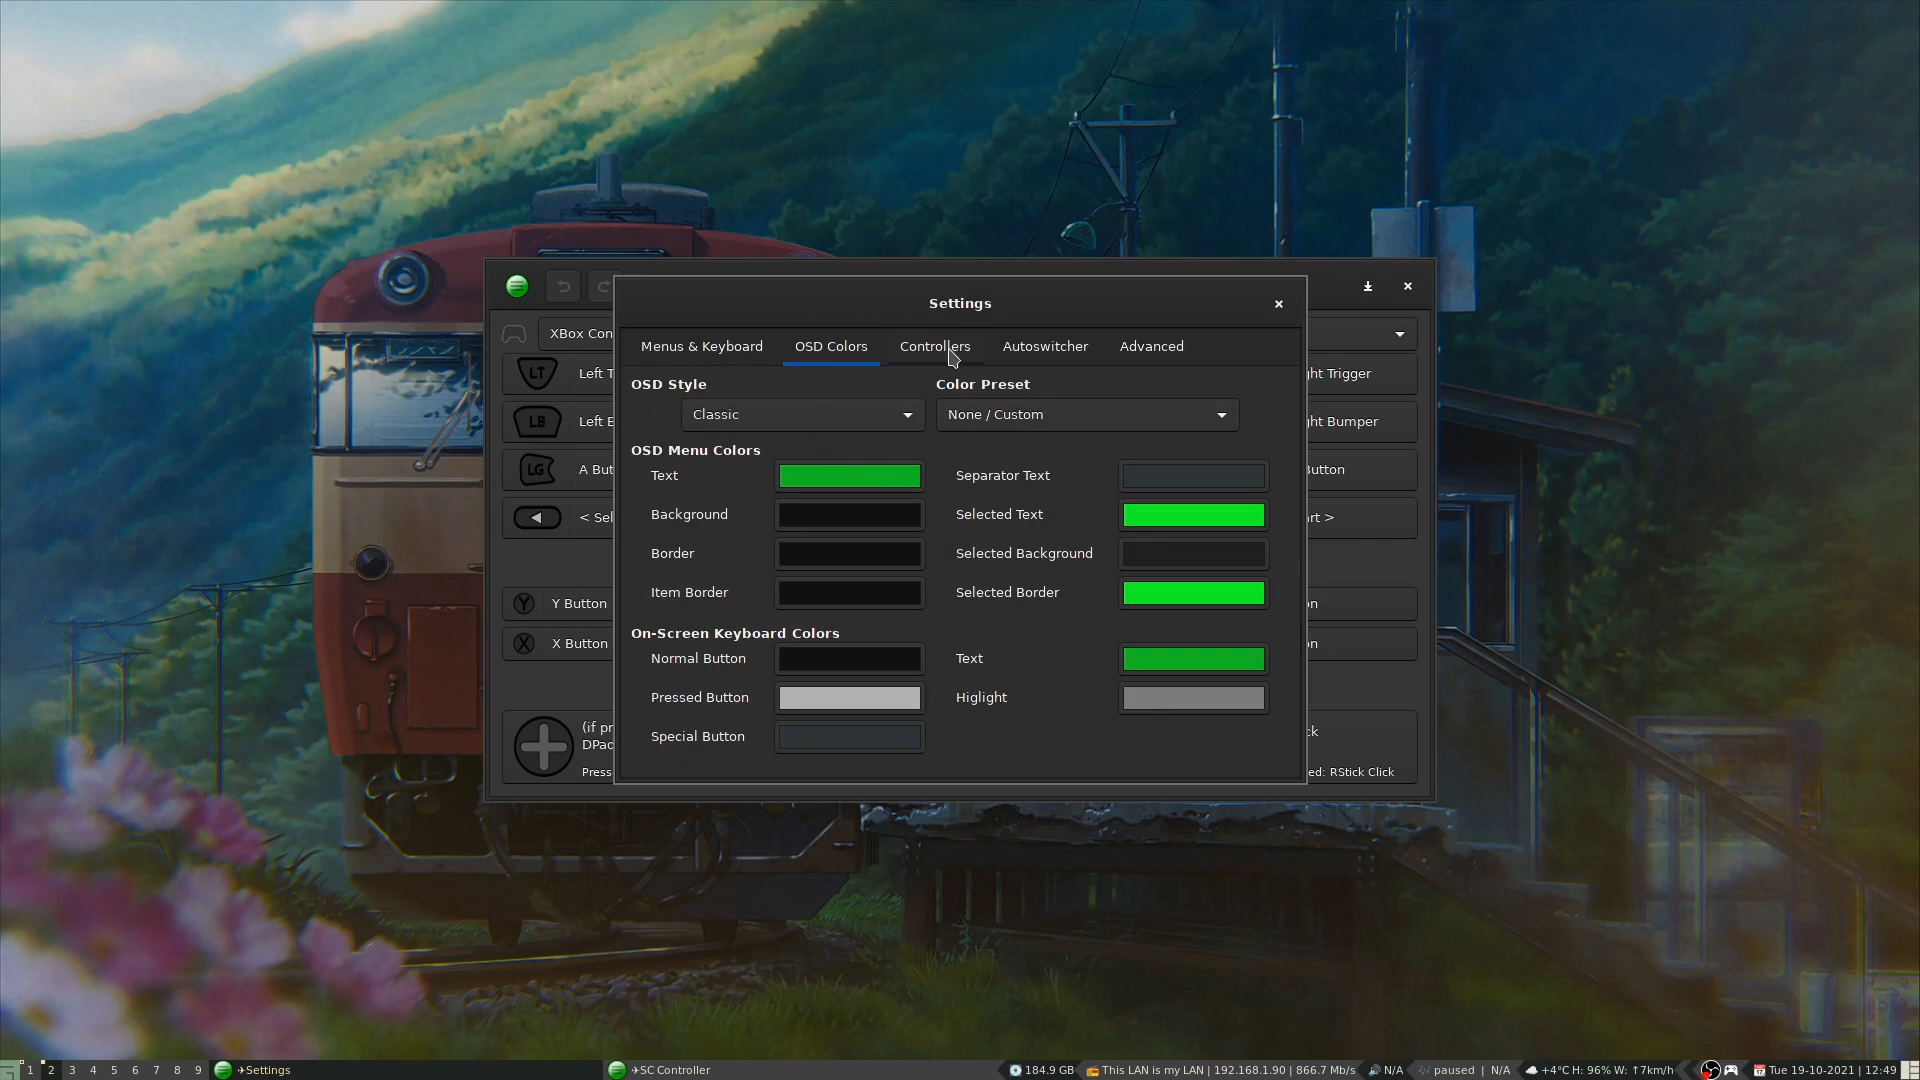 Settings
XBox Con
Menus & Keyboard
OSD Colors
Controllers
Autoswitcher
Advanced
OSD Style
Color Preset
Classic
None / Custom
OSD Menu Colors
Text
Separator Text
Background
Selected Text
Border
Selected Background
Item Border
Selected Border
On-Screen Keyboard Colors
Normal Button
Text
Pressed Button
Higlight
Special Button
LT
Left T
LB
Left B
LG
A But
< Sel
Y
Y Button
X
X Button
(if pr
DPad
Press
ht Trigger
ht Bumper
Button
rt >
n
n
ck
ed: RStick Click
1 2 3 4 5 6 7 8 9
Settings
SC Controller
184.9 GB
This LAN is my LAN | 192.168.1.90 | 866.7 Mb/s
N/A
paused | N/A
+4°C H: 96% W: ↑7km/h
Tue 19-10-2021 | 12:49